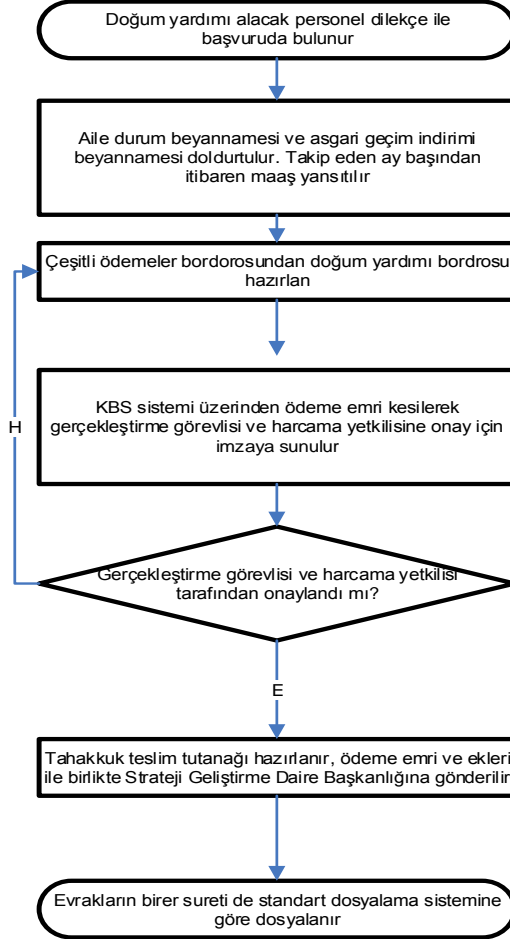 Doğum yardımı alacak personel dilekçe ile
başvuruda bulunur
Aile durum beyannamesi ve asgari geçim indirimi
beyannamesi doldurtulur. Takip eden ay başından
itibaren maaş yansıtılır
Çeşitli ödemeler bordorosundan doğum yardımı bordrosu
hazırlan
KBS sistemi üzerinden ödeme emri kesilerek
gerçekleştirme görevlisi ve harcama yetkilisine onay için
imzaya sunulur
H
Gerçekleştirme görevlisi ve harcama yetkilisi
tarafından onaylandı mı?
E
Tahakkuk teslim tutanağı hazırlanır, ödeme emri ve ekleri
ile birlikte Strateji Geliştirme Daire Başkanlığına gönderilir
Evrakların birer sureti de standart dosyalama sistemine
göre dosyalanır